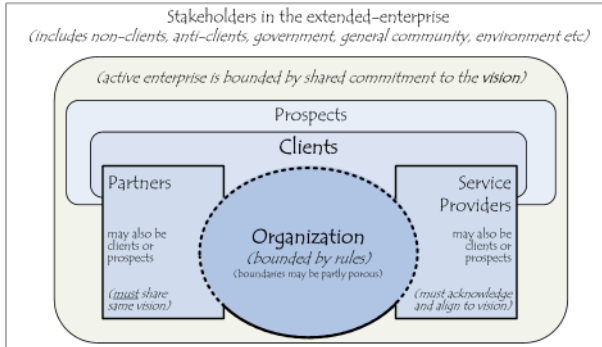 Stakeholders in the extended-enterprise
(includes non-clients, anti-clients, government, general community, environment etc)
(active enterprise is bounded by shared commitment to the vision)
Prospects
Clients
Partners
may also be
clients or
prospects
(must share
same vision)
Organization
(bounded by rules)
(boundaries may be partly porous)
Service
Providers
may also be
clients or
prospects
(must acknowledge
and align to vision)